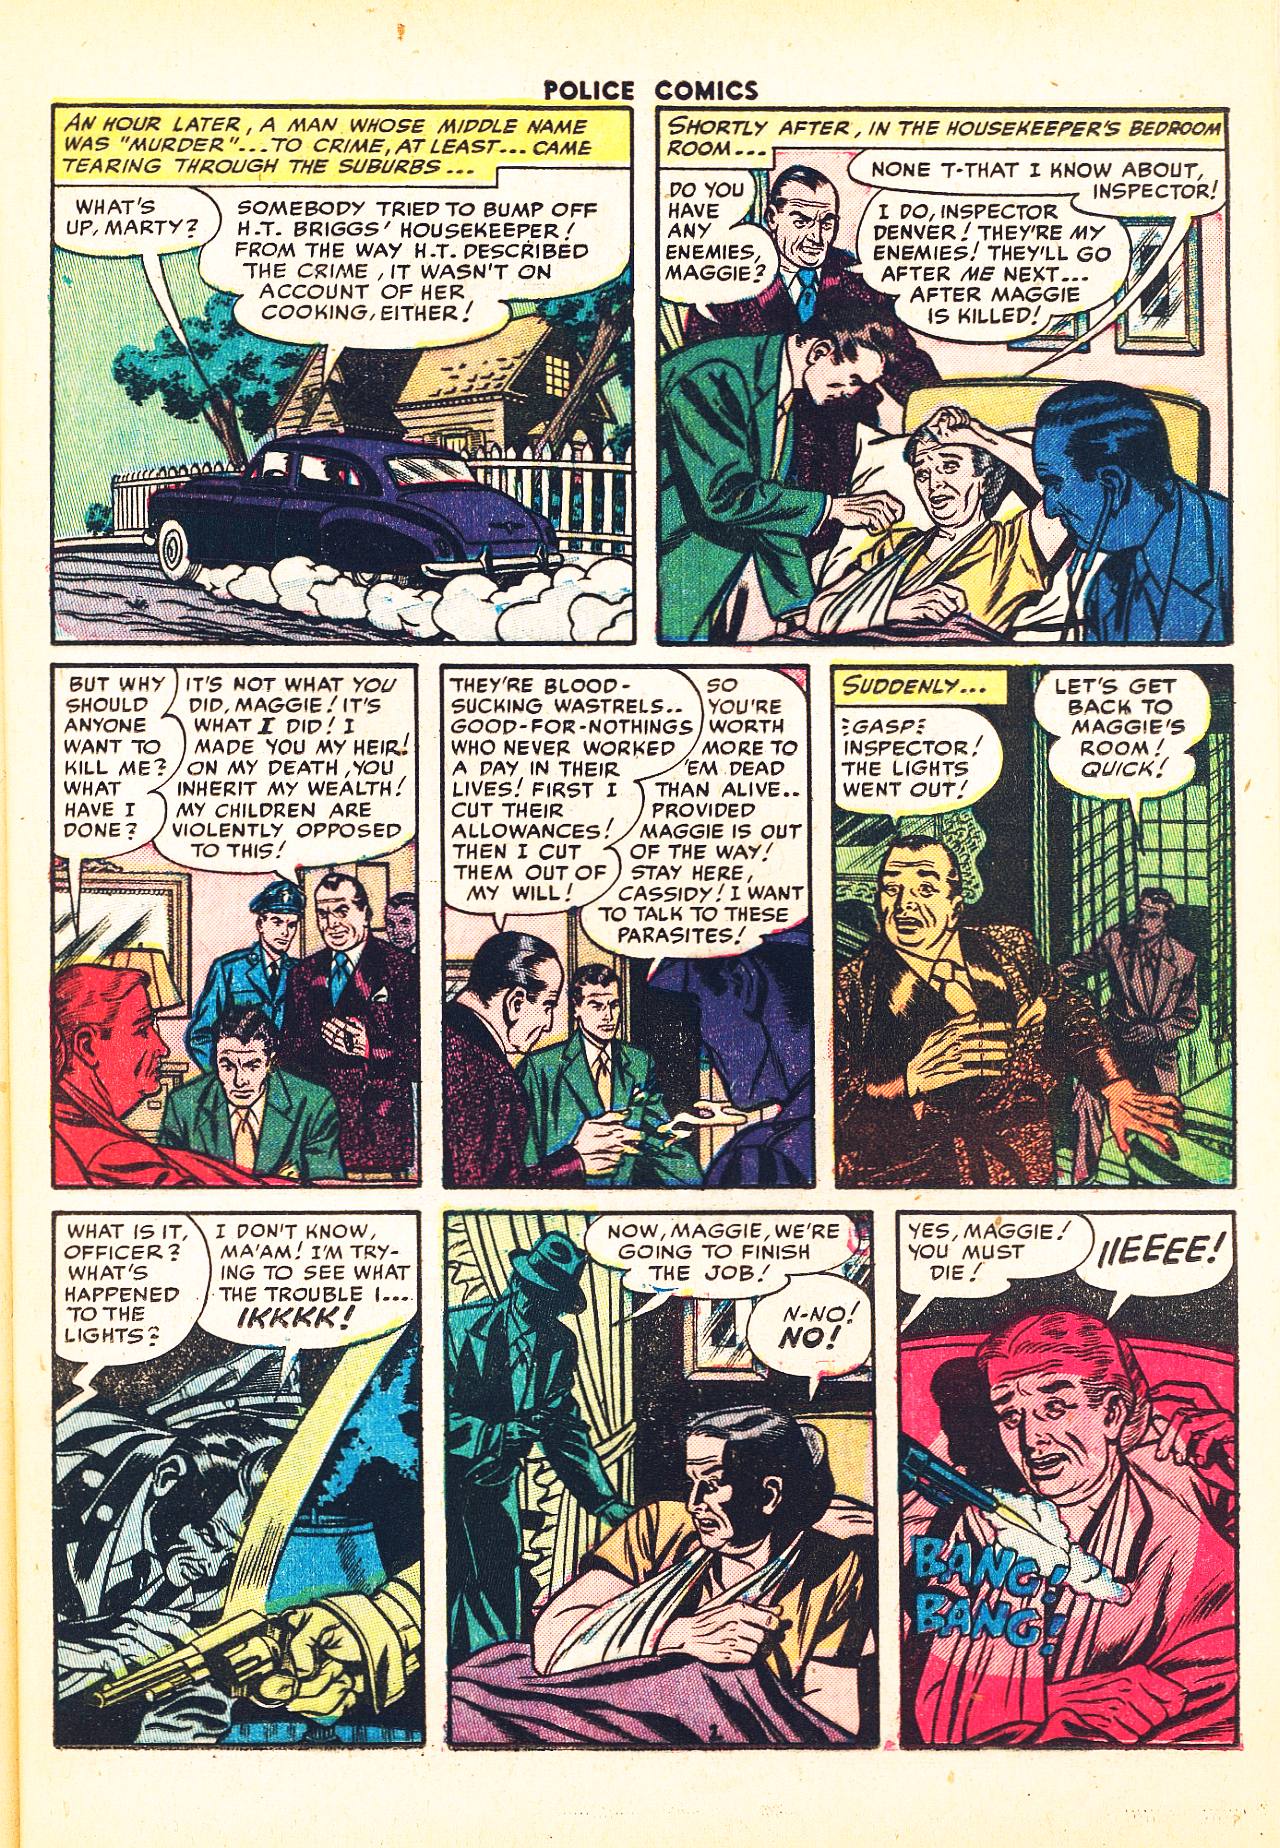 POLICE COMICS
AN HOUR LATER, A MAN WHOSE MIDDLE NAME
WAS "MURDER"... TO CRIME, AT LEAST... CAME
TEARING THROUGH THE SUBURBS...
WHAT'S
UP, MARTY?
SOMEBODY TRIED TO BUMP OFF
H.T. BRIGGS' HOUSEKEEPER!
FROM THE WAY H.T. DESCRIBED
THE CRIME, IT WASN'T ON
ACCOUNT OF HER
COOKING, EITHER!
SHORTLY AFTER, IN THE HOUSEKEEPER'S BEDROOM
ROOM...
DO YOU
HAVE
ANY
ENEMIES,
MAGGIE?
NONE T-THAT I KNOW ABOUT,
INSPECTOR!
I DO, INSPECTOR
DENVER! THEY'RE MY
ENEMIES! THEY'LL GO
AFTER ME NEXT...
AFTER MAGGIE
IS KILLED!
BUT WHY
SHOULD
ANYONE
WANT TO
KILL ME?
WHAT
HAVE I
DONE?
IT'S NOT WHAT YOU
DID, MAGGIE! IT'S
WHAT I DID! I
MADE YOU MY HEIR!
ON MY DEATH, YOU
INHERIT MY WEALTH!
MY CHILDREN ARE
VIOLENTLY OPPOSED
TO THIS!
THEY'RE BLOOD-
SUCKING WASTRELS..
GOOD-FOR-NOTHINGS
WHO NEVER WORKED
A DAY IN THEIR
LIVES! FIRST I
CUT THEIR
ALLOWANCES!
THEN I CUT
THEM OUT OF
MY WILL!
SO
YOU'RE
WORTH
MORE TO
'EM DEAD
THAN ALIVE..
PROVIDED
MAGGIE IS OUT
OF THE WAY!
STAY HERE,
CASSIDY! I WANT
TO TALK TO THESE
PARASITES!
SUDDENLY...
GASP
INSPECTOR!
THE LIGHTS
WENT OUT!
LET'S GET
BACK TO
MAGGIE'S
ROOM!
QUICK!
WHAT IS IT,
OFFICER?
WHAT'S
HAPPENED
TO THE
LIGHTS?
I DON'T KNOW,
MA'AM! I'M TRY-
ING TO SEE WHAT
THE TROUBLE I....
IKKKK!
NOW, MAGGIE, WE'RE
GOING TO FINISH
THE JOB!
N-NO!
NO!
2
YES, MAGGIE!
YOU MUST
DIE!
IIEEEE!
BANG!
BANG!